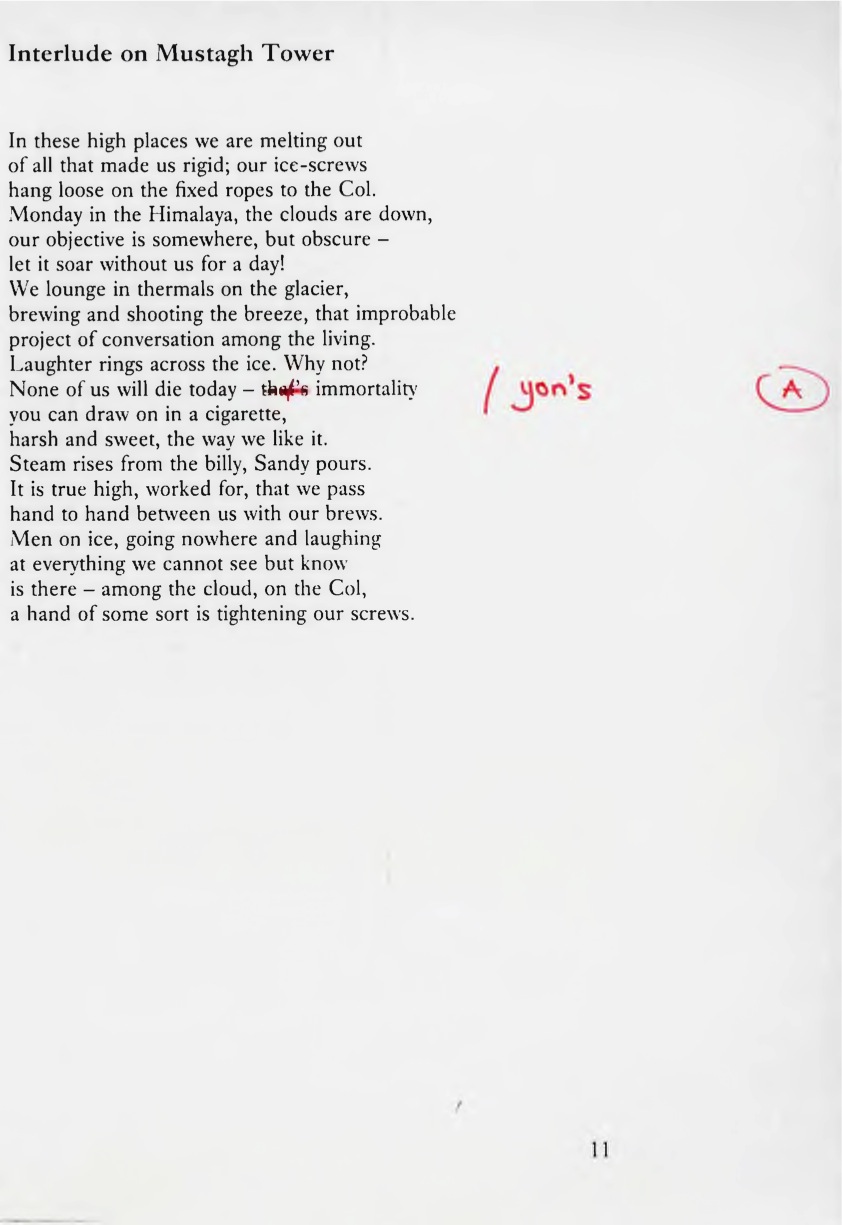 Interlude on Mustagh Tower
In these high places we are melting out
of all that made us rigid; our ice-screws
hang loose on the fixed ropes to the Col.
Monday in the Himalaya, the clouds are down,
our objective is somewhere, but obscure –
let it soar without us for a day!
We lounge in thermals on the glacier,
brewing and shooting the breeze, that improbable
project of conversation among the living.
Laughter rings across the ice. Why not?
None of us will die today – that's immortality / yon's A
you can draw on in a cigarette,
harsh and sweet, the way we like it.
Steam rises from the billy, Sandy pours.
It is true high, worked for, that we pass
hand to hand between us with our brews.
Men on ice, going nowhere and laughing
at everything we cannot see but know
is there – among the cloud, on the Col,
a hand of some sort is tightening our screws.
11